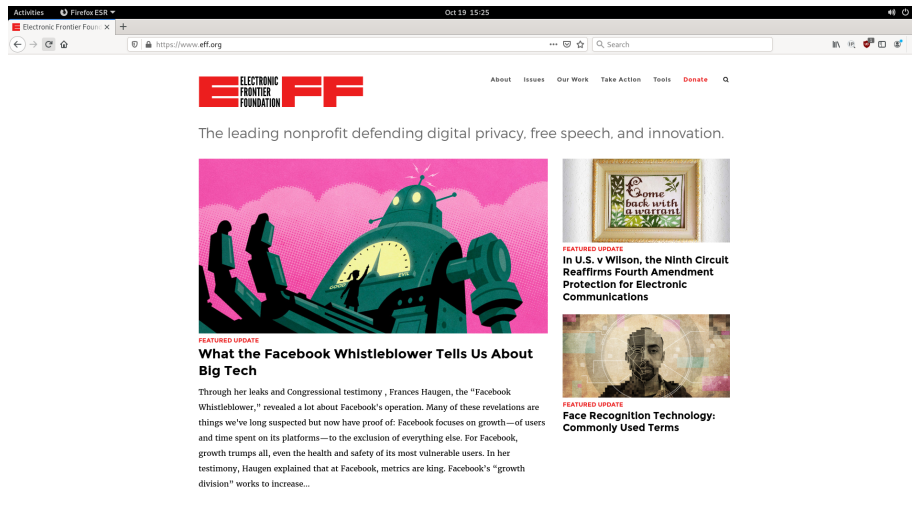 Activities
Firefox ESR
Oct 19 15:25
Electronic Frontier Foun
https://www.eff.org
Search
ELECTRONIC
FRONTIER
FOUNDATION
EFF
About Issues Our Work Take Action Tools Donate
The leading nonprofit defending digital privacy, free speech, and innovation.
GOOD
EVIL
FEATURED UPDATE
What the Facebook Whistleblower Tells Us About
Big Tech
Through her leaks and Congressional testimony , Frances Haugen, the “Facebook
Whistleblower,” revealed a lot about Facebook’s operation. Many of these revelations are
things we’ve long suspected but now have proof of: Facebook focuses on growth—of users
and time spent on its platforms—to the exclusion of everything else. For Facebook,
growth trumps all, even the health and safety of its most vulnerable users. In her
testimony, Haugen explained that at Facebook, metrics are king. Facebook’s “growth
division” works to increase...
Come
back with
a warrant
FEATURED UPDATE
In U.S. v Wilson, the Ninth Circuit
Reaffirms Fourth Amendment
Protection for Electronic
Communications
FEATURED UPDATE
Face Recognition Technology:
Commonly Used Terms